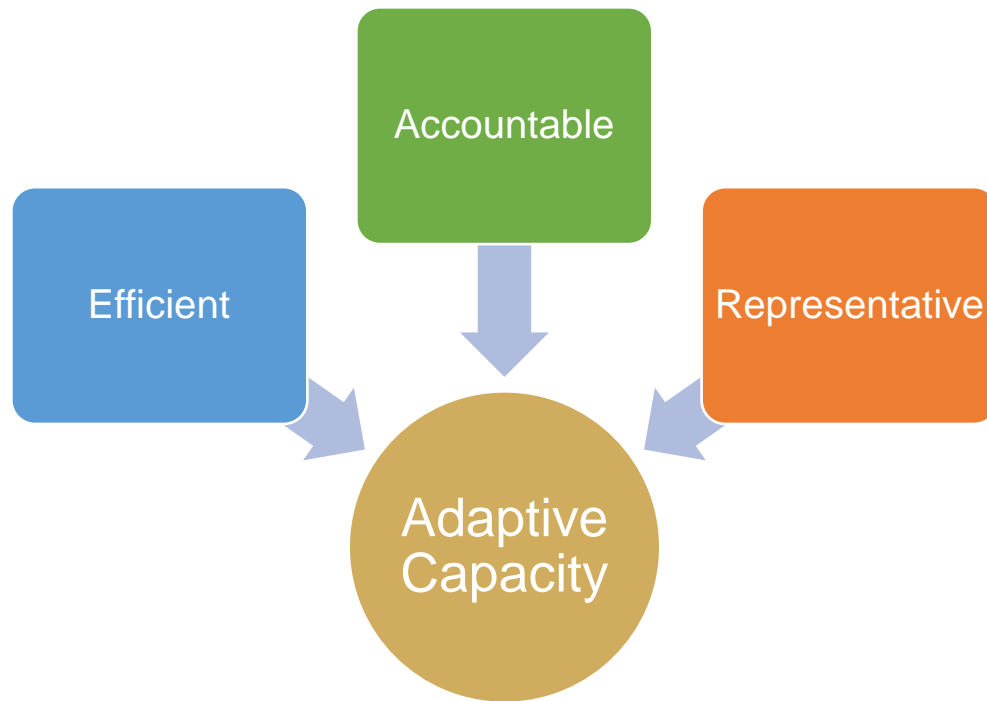 Accountable
Efficient
Representative
Adaptive
Capacity